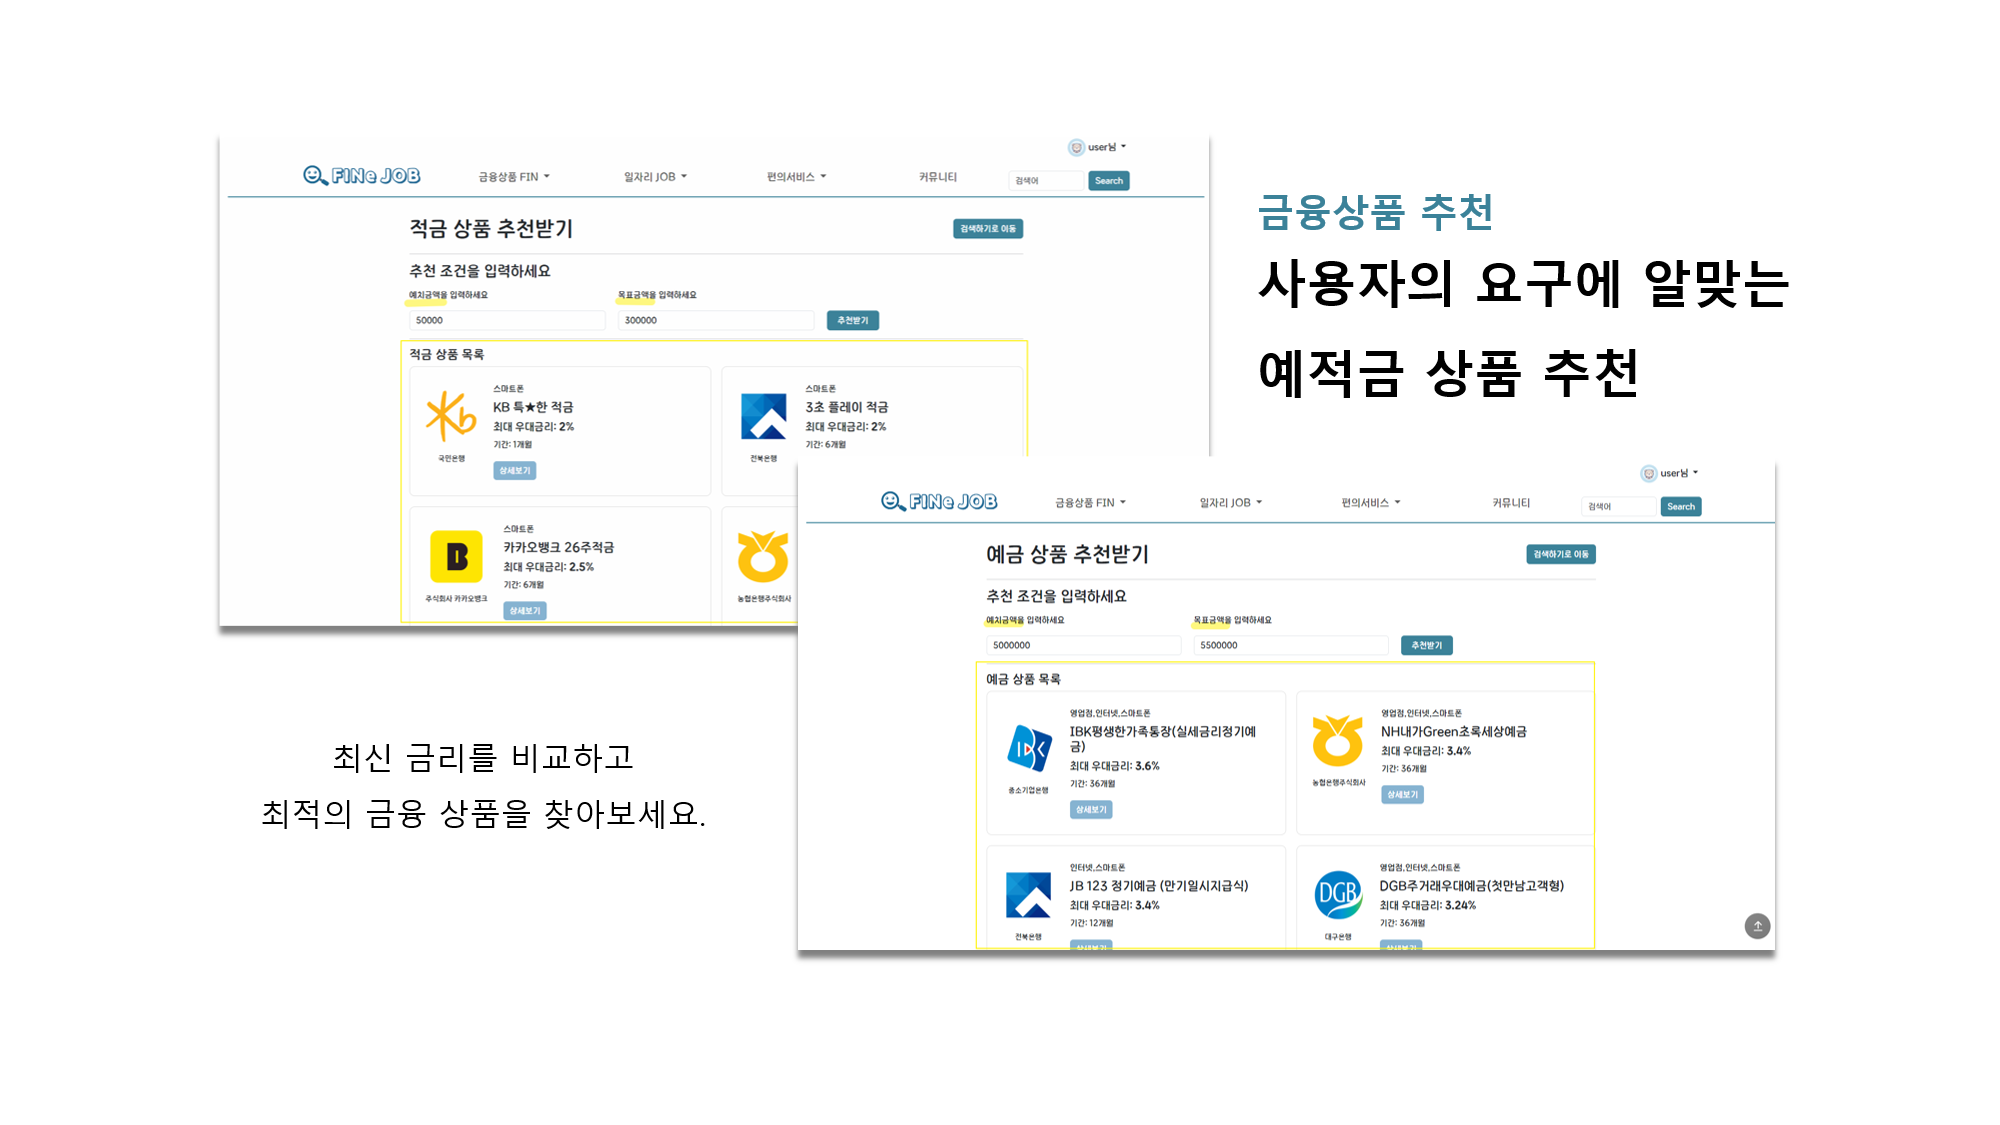 user님
FINe JOB
금융상품 FIN
일자리 JOB
편의서비스
커뮤니티
검색어
Search
적금 상품 추천받기
검색하기로 이동
추천 조건을 입력하세요
예치금액을 입력하세요
목표금액을 입력하세요
50000
300000
추천받기
적금 상품 목록
스마트폰
KB 특★한 적금
최대 우대금리: 2%
기간: 1개월
국민은행
상세보기
스마트폰
3초 플레이 적금
최대 우대금리: 2%
기간: 6개월
전북은행
B
스마트폰
카카오뱅크 26주적금
최대 우대금리: 2.5%
기간: 6개월
주식회사 카카오뱅크
상세보기
농협은행주식회사
금융상품 추천
사용자의 요구에 알맞는
예적금 상품 추천
user님
FINe JOB
금융상품 FIN
일자리 JOB
편의서비스
커뮤니티
검색어
Search
예금 상품 추천받기
검색하기로 이동
추천 조건을 입력하세요
예치금액을 입력하세요
목표금액을 입력하세요
5000000
5500000
추천받기
예금 상품 목록
영업점,인터넷,스마트폰
IBK평생한가족통장(실세금리정기예
금)
최대 우대금리: 3.6%
기간: 36개월
IBK
중소기업은행
상세보기
영업점,인터넷,스마트폰
NH내가Green초록세상예금
최대 우대금리: 3.4%
기간: 36개월
농협은행주식회사
상세보기
인터넷,스마트폰
JB 123 정기예금 (만기일시지급식)
최대 우대금리: 3.4%
기간: 12개월
전북은행
상세보기
영업점,인터넷,스마트폰
DGB주거래우대예금(첫만남고객형)
최대 우대금리: 3.24%
기간: 36개월
DGB
대구은행
상세보기
최신 금리를 비교하고
최적의 금융 상품을 찾아보세요.